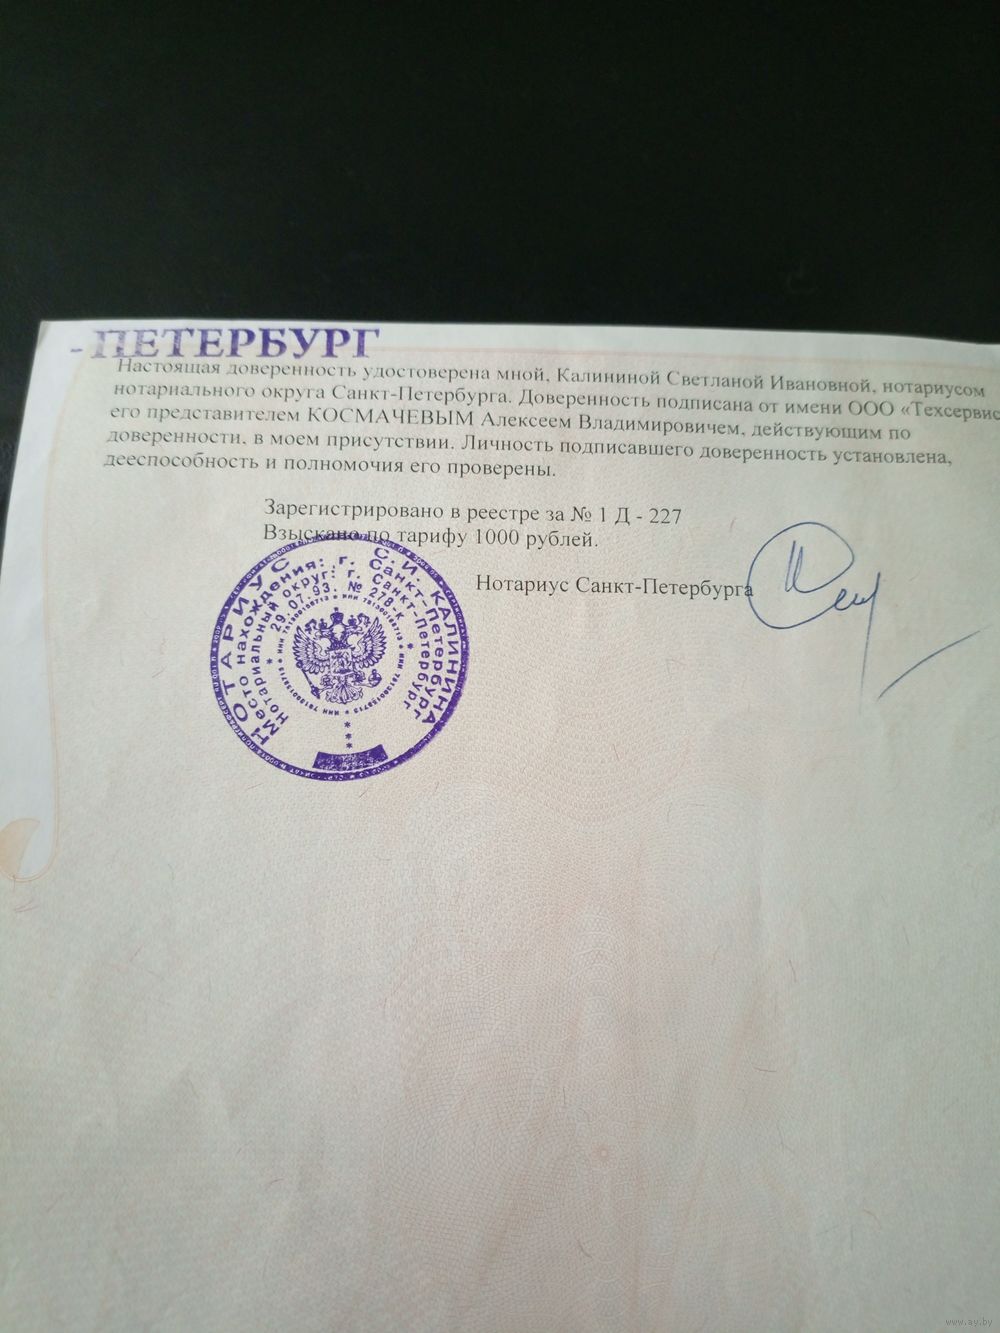 -ПЕТЕРБУРГ
Настоящая доверенность удостоверена мной, Калининой Светланой Ивановной, нотариусом
нотариального округа Санкт-Петербурга. Доверенность подписана от имени ООО «Техсервис
его представителем КОСМАЧЕВЫМ Алексеем Владимировичем, действующим по
доверенности, в моем присутствии. Личность подписавшего доверенность установлена,
дееспособность и полномочия его проверены.
Зарегистрировано в реестре за № 1 Д - 227
Взыскано по тарифу 1000 рублей.
Нотариус Санкт-Петербурга
НОТАРИУС С.И. КАЛИНИНА
Место нахождения: г. Санкт-Петербург
Нотариальный округ: г. Санкт-Петербург
29.07.93. № 278-к
www.ay.by